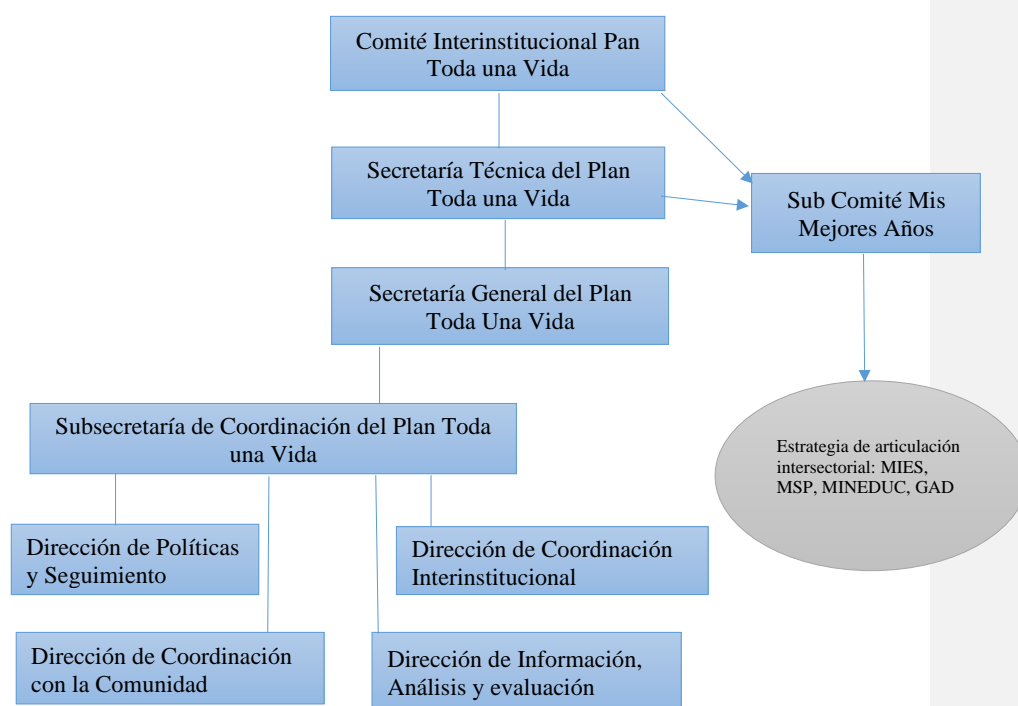 Comité Interinstitucional Pan
Toda una Vida
Secretaría Técnica del Plan
Toda una Vida
Sub Comité Mis
Mejores Años
Secretaría General del Plan
Toda Una Vida
Subsecretaría de Coordinación del Plan Toda
una Vida
Estrategia de articulación
intersectorial: MIES,
MSP, MINEDUC, GAD
Dirección de Políticas
y Seguimiento
Dirección de Coordinación
Interinstitucional
Dirección de Coordinación
con la Comunidad
Dirección de Información,
Análisis y evaluación